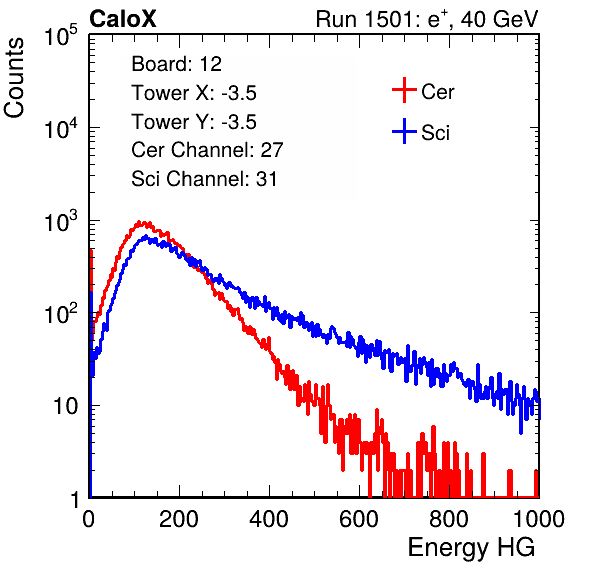 CaloX Run 1501: e⁺, 40 GeV
Counts
10⁵
10⁴
10³
10²
10
1
Board: 12
Tower X: -3.5
Tower Y: -3.5
Cer Channel: 27
Sci Channel: 31
Cer
Sci
0 200 400 600 800 1000
Energy HG